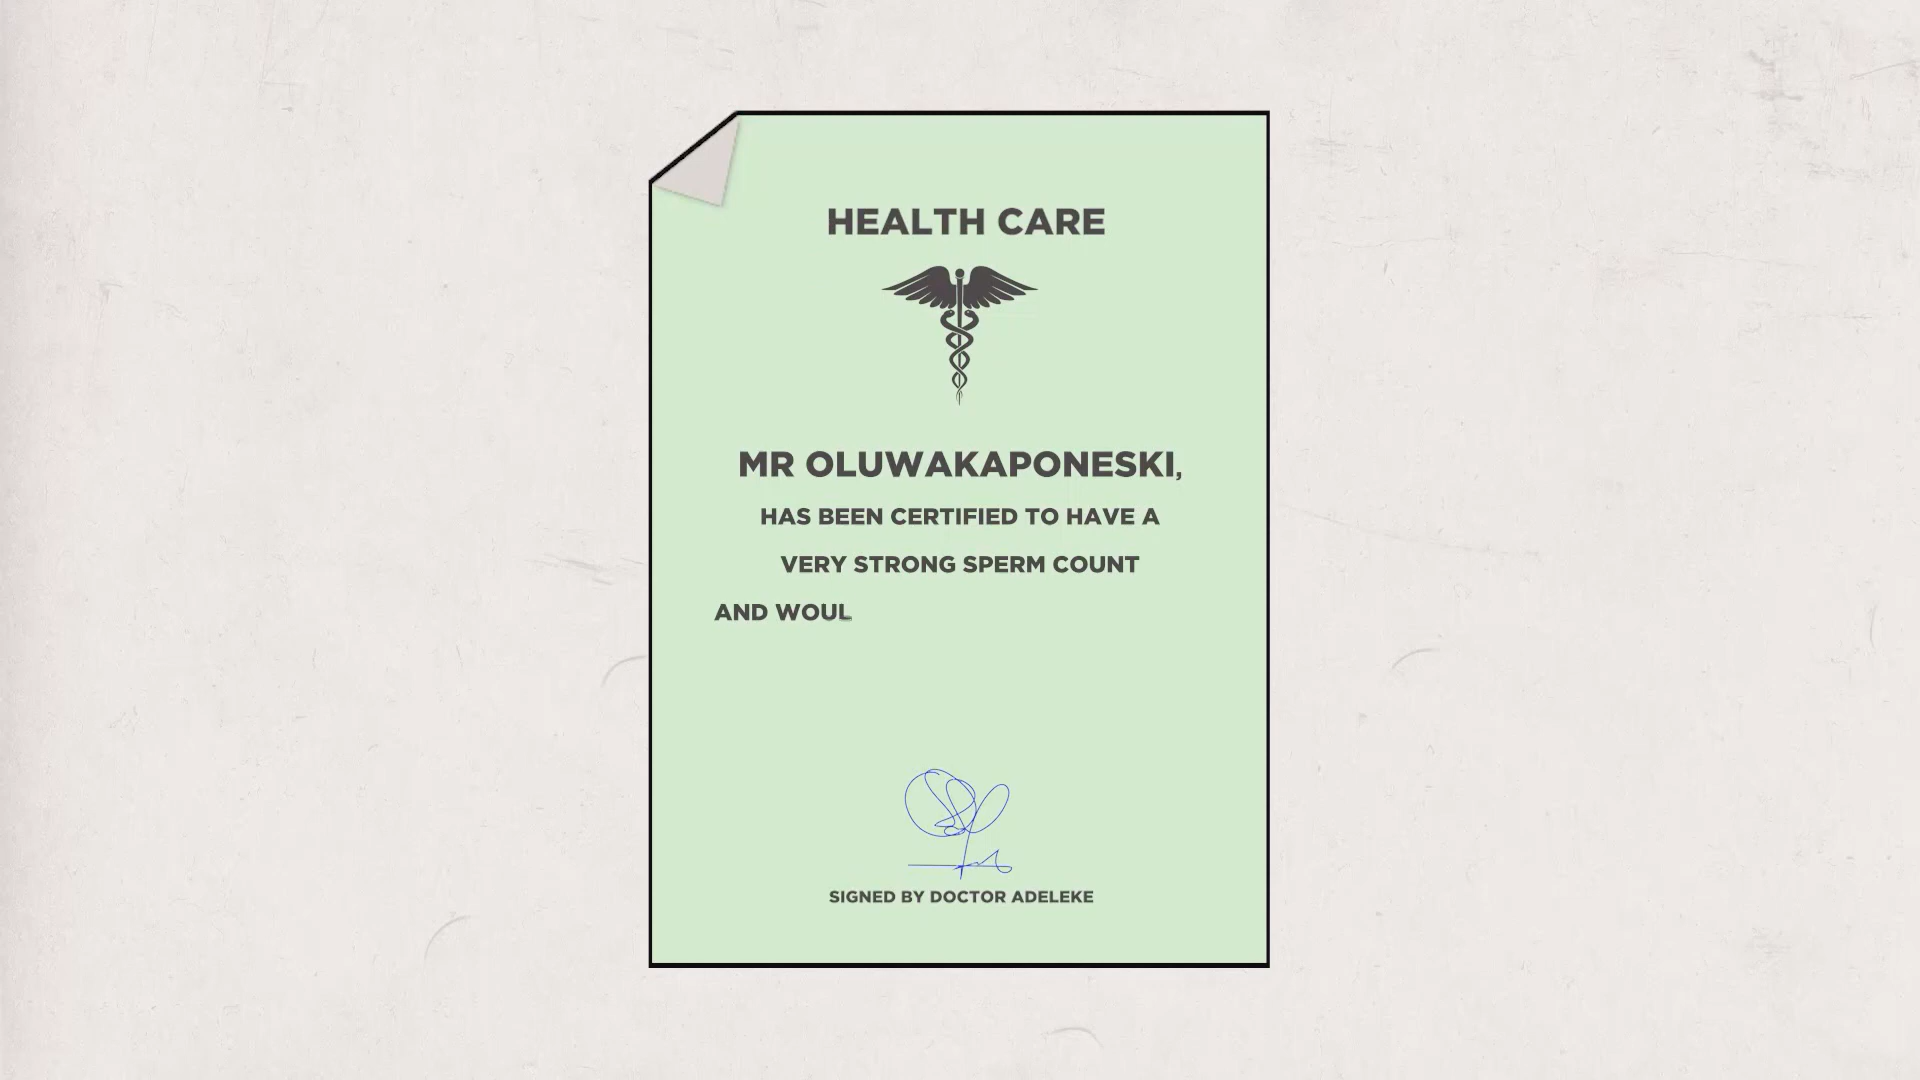 HEALTH CARE
MR OLUWAKAPONESKI,
HAS BEEN CERTIFIED TO HAVE A
VERY STRONG SPERM COUNT
AND WOUL
SIGNED BY DOCTOR ADELEKE